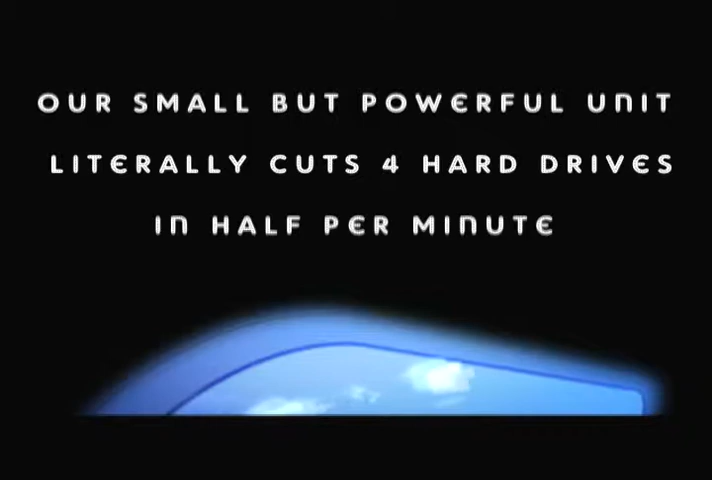 OUR SMALL BUT POWERFUL UNIT
LITERALLY CUTS 4 HARD DRIVES
IN HALF PER MINUTE